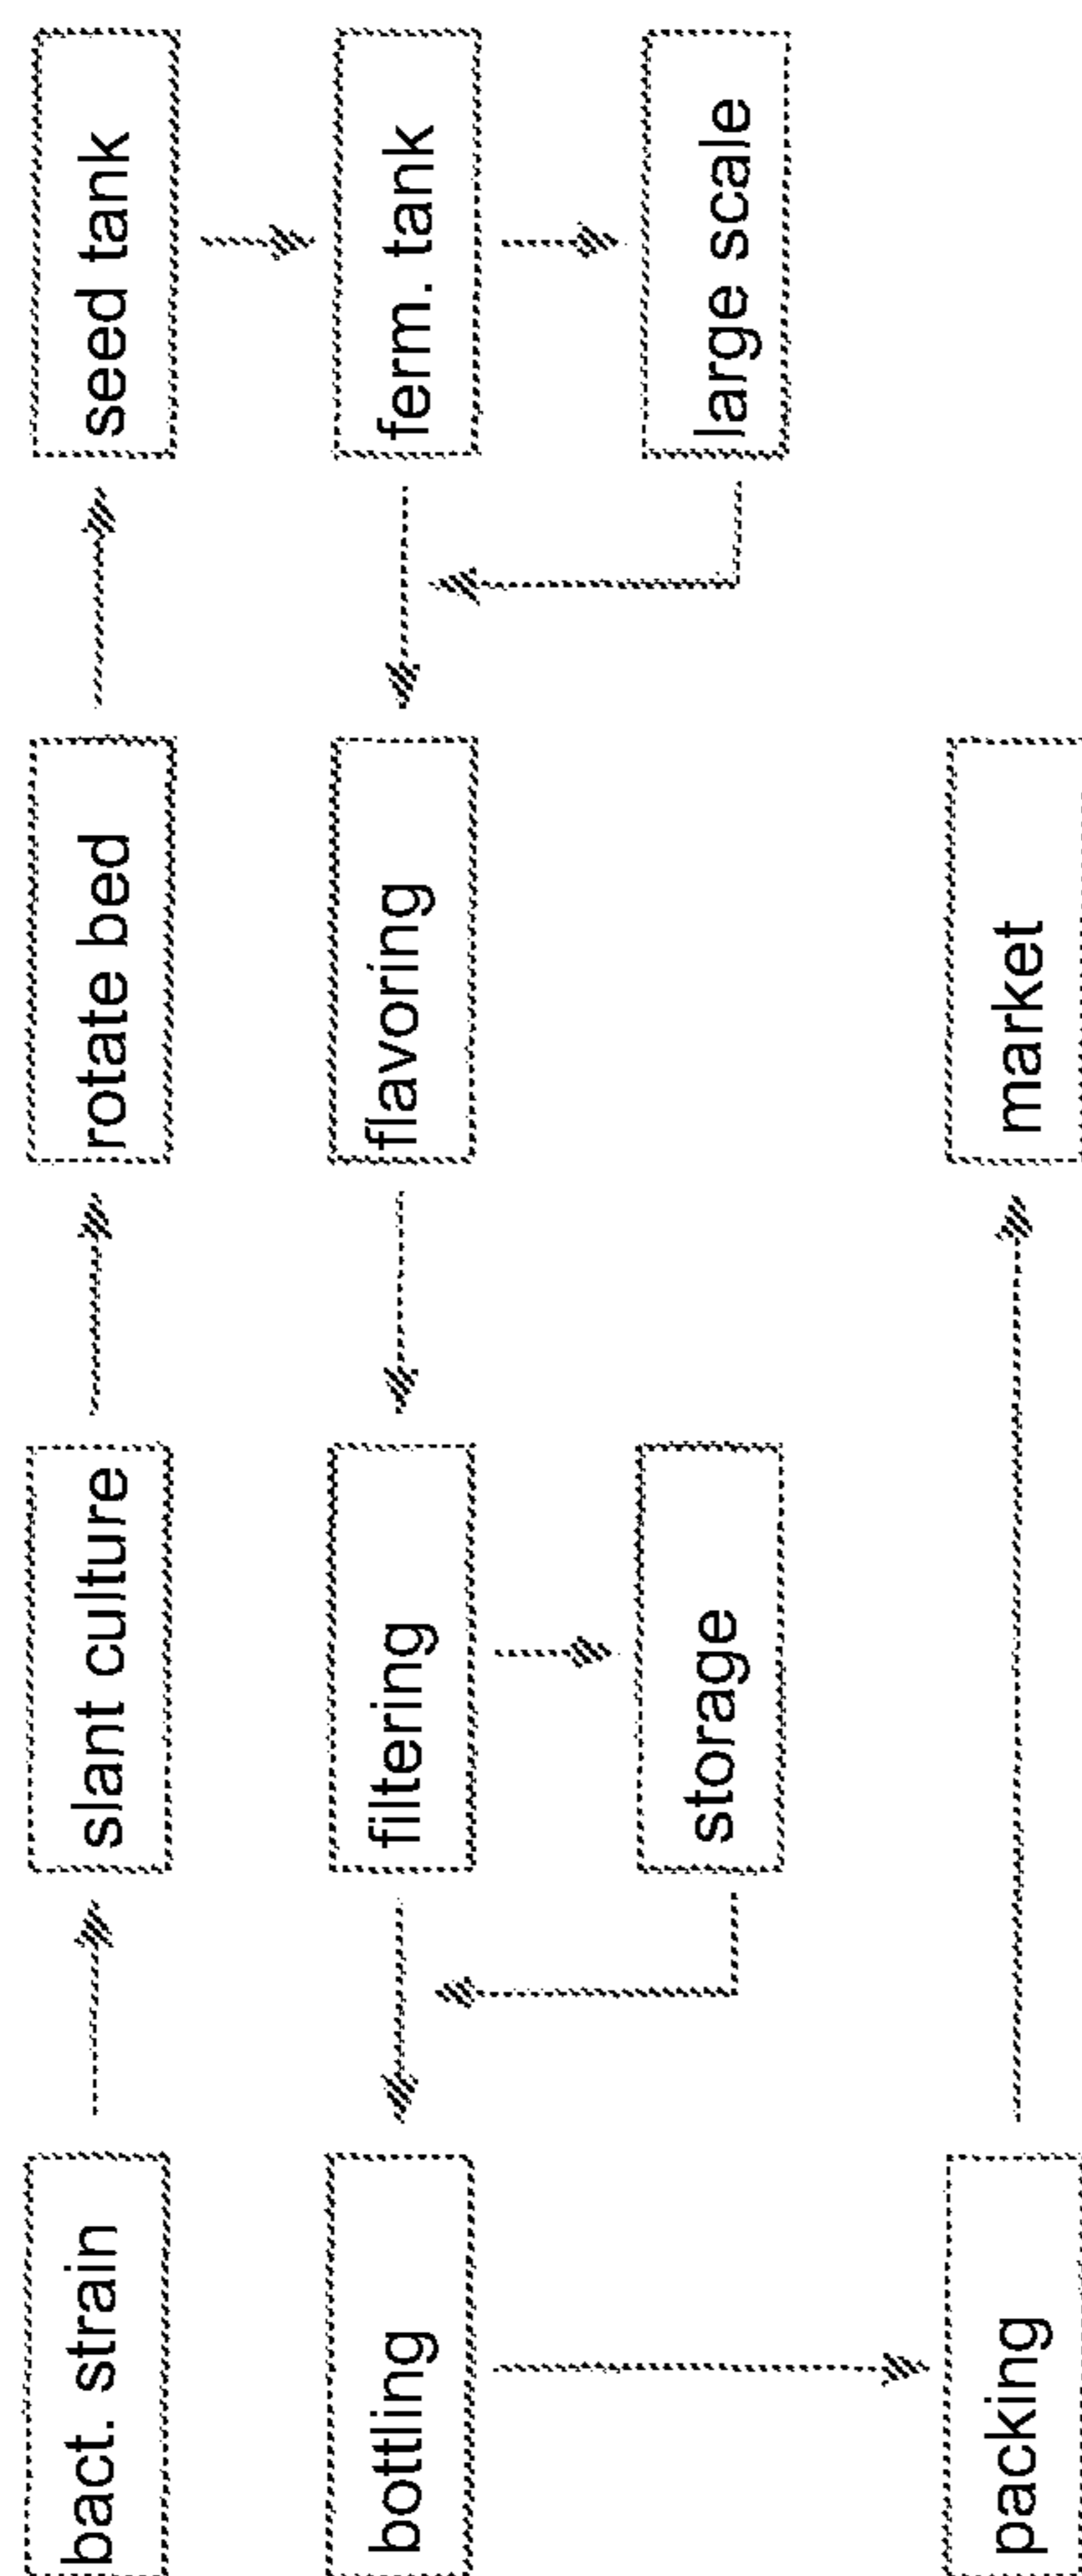 bact. strain
slant culture
rotate bed
seed tank
bottling
filtering
flavoring
ferm. tank
storage
large scale
packing
market